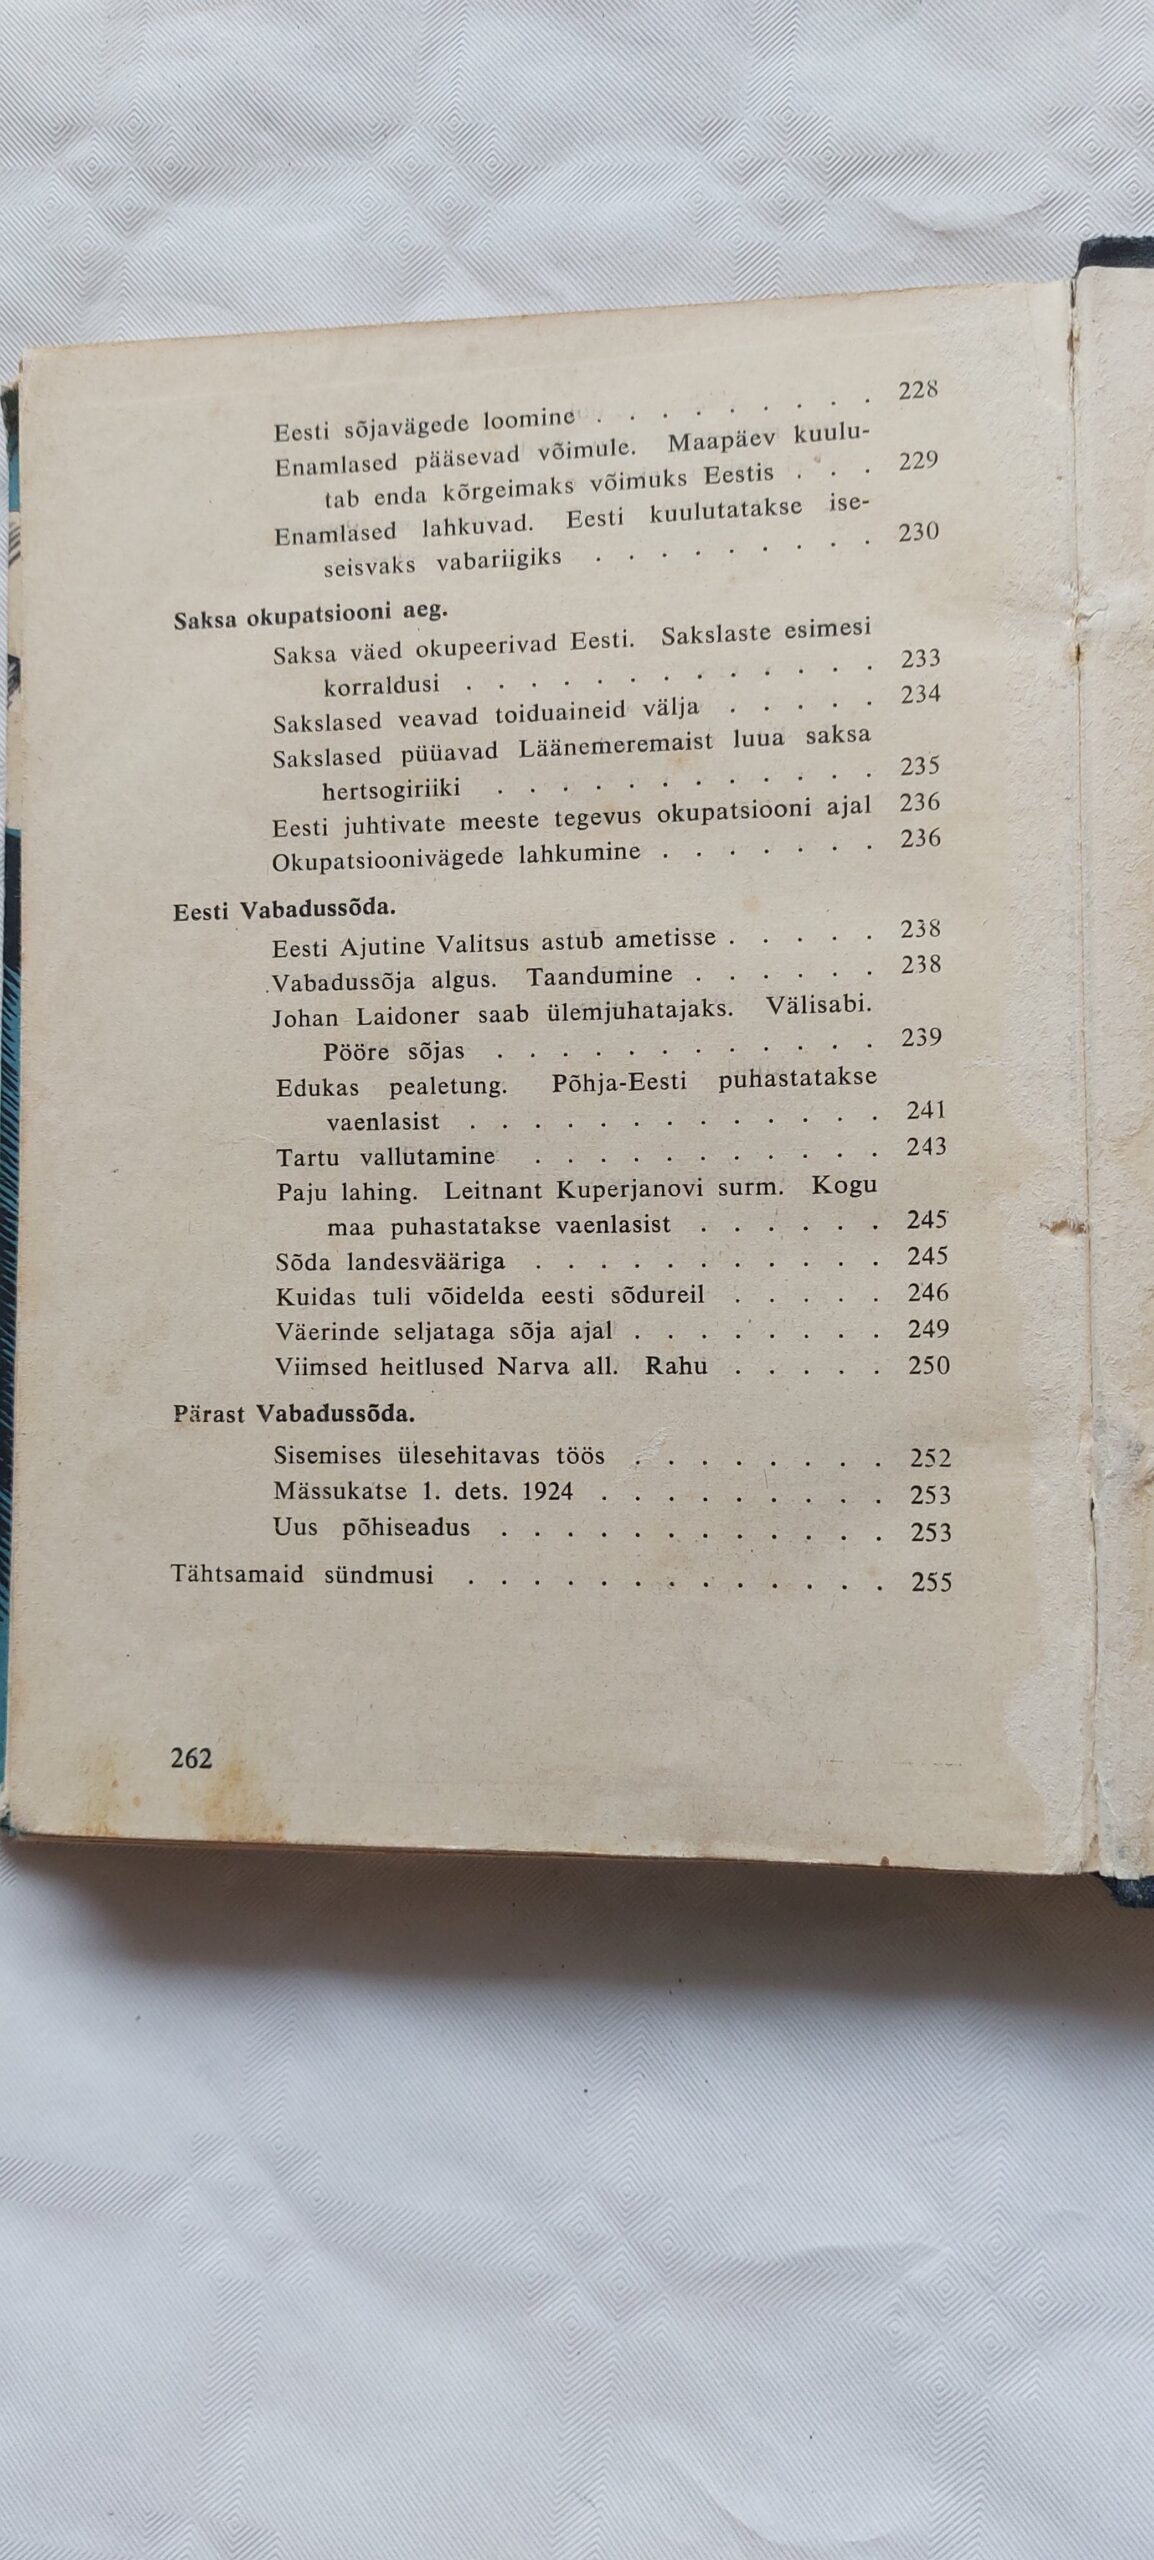 Eesti sõjavägede loomine . . . . . . . . . 228
Enamlased pääsevad võimule. Maapäev kuulu-
tab enda kõrgeimaks võimuks Eestis . . . 229
Enamlased lahkuvad. Eesti kuulutatakse ise-
seisvaks vabariigiks . . . . . . . . . 230
Saksa okupatsiooni aeg.
Saksa väed okupeerivad Eesti. Sakslaste esimesi
korraldusi . . . . . . . . . . . . . 233
Sakslased veavad toiduaineid välja . . . . . 234
Sakslased püüavad Läänemeremaist luua saksa
hertsogiriiki . . . . . . . . . . . . 235
Eesti juhtivate meeste tegevus okupatsiooni ajal 236
Okupatsioonivägede lahkumine . . . . . . . 236
Eesti Vabadussõda.
Eesti Ajutine Valitsus astub ametisse . . . . . 238
Vabadussõja algus. Taandumine . . . . . . 238
Johan Laidoner saab ülemjuhatajaks. Välisabi.
Pööre sõjas . . . . . . . . . . . . 239
Edukas pealetung. Põhja-Eesti puhastatakse
vaenlasist . . . . . . . . . . . . . 241
Tartu vallutamine . . . . . . . . . . . 243
Paju lahing. Leitnant Kuperjanovi surm. Kogu
maa puhastatakse vaenlasist . . . . . . 245
Sõda landesvääriga . . . . . . . . . . . 245
Kuidas tuli võidelda eesti sõdureil . . . . . 246
Väerinde seljataga sõja ajal . . . . . . . . 249
Viimsed heitlused Narva all. Rahu . . . . . 250
Pärast Vabadussõda.
Sisemises ülesehitavas töös . . . . . . . . 252
Mässukatse 1. dets. 1924 . . . . . . . . . 253
Uus põhiseadus . . . . . . . . . . . . 253
Tähtsamaid sündmusi . . . . . . . . . . . . . 255
262